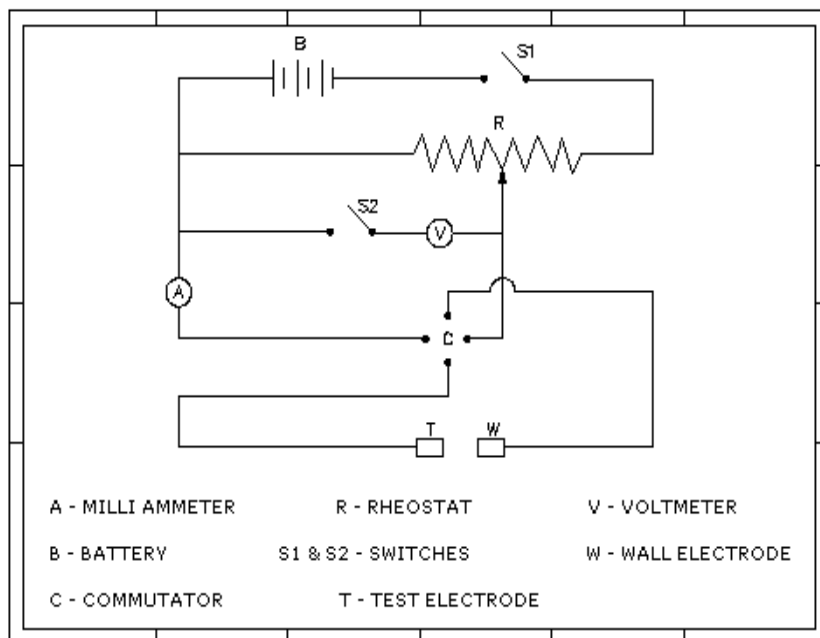 B
S1
R
S2
V
A
C
T W
A - MILLI AMMETER R - RHEOSTAT V - VOLTMETER
B - BATTERY S1 & S2 - SWITCHES W - WALL ELECTRODE
C - COMMUTATOR T - TEST ELECTRODE